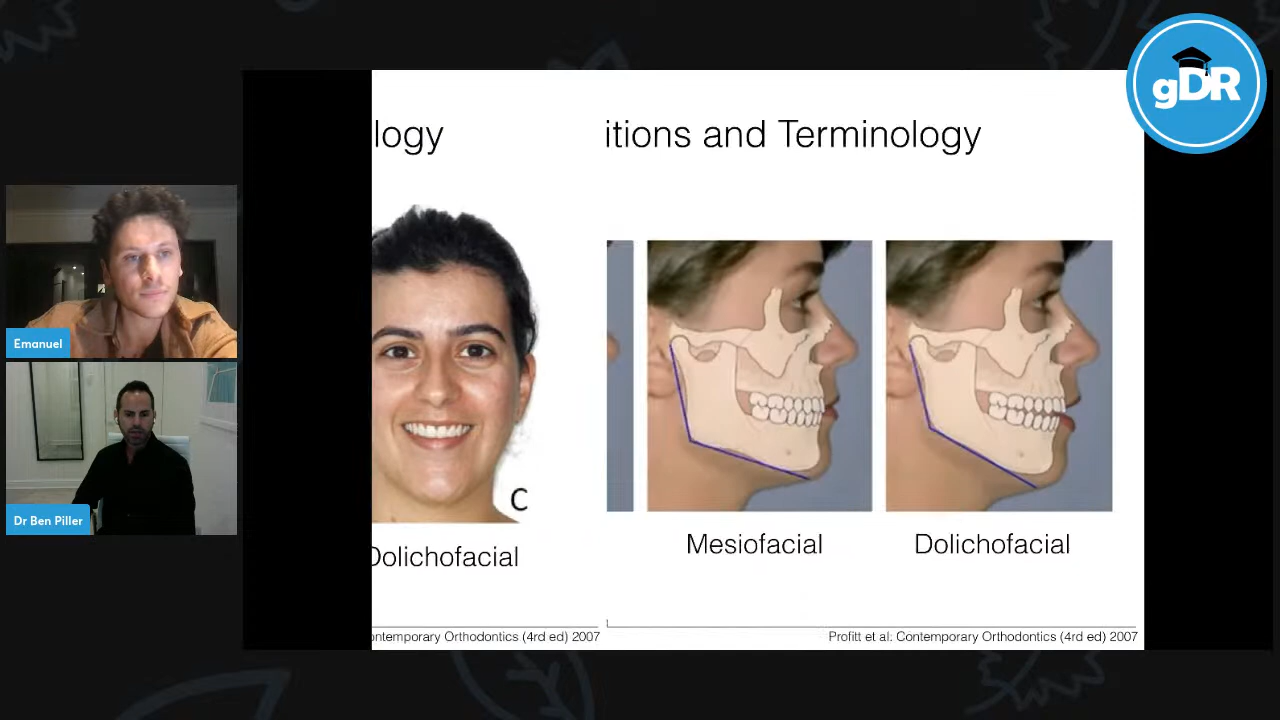 gDR
logy
itions and Terminology
Emanuel
Dr Ben Piller
C
Dolichofacial
Mesiofacial
Dolichofacial
ontemporary Orthodontics (4rd ed) 2007
Profitt et al: Contemporary Orthodontics (4rd ed) 2007